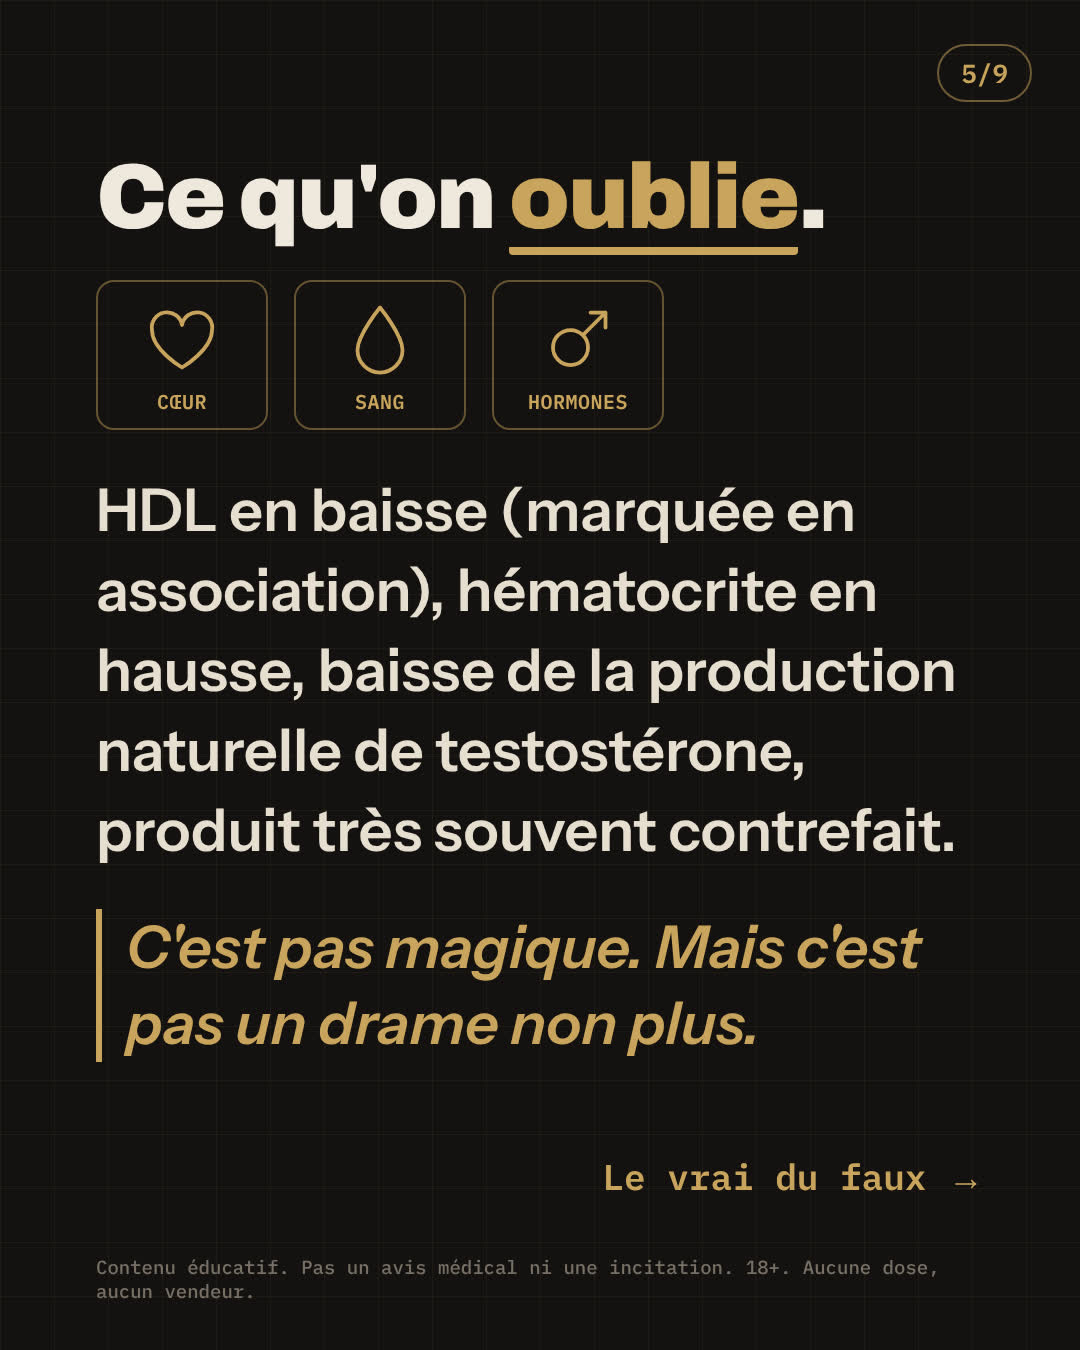 5/9
Ce qu'on oublie.
CŒUR
SANG
HORMONES
HDL en baisse (marquée en
association), hématocrite en
hausse, baisse de la production
naturelle de testostérone,
produit très souvent contrefait.
C'est pas magique. Mais c'est
pas un drame non plus.
Le vrai du faux →
Contenu éducatif. Pas un avis médical ni une incitation. 18+. Aucune dose,
aucun vendeur.